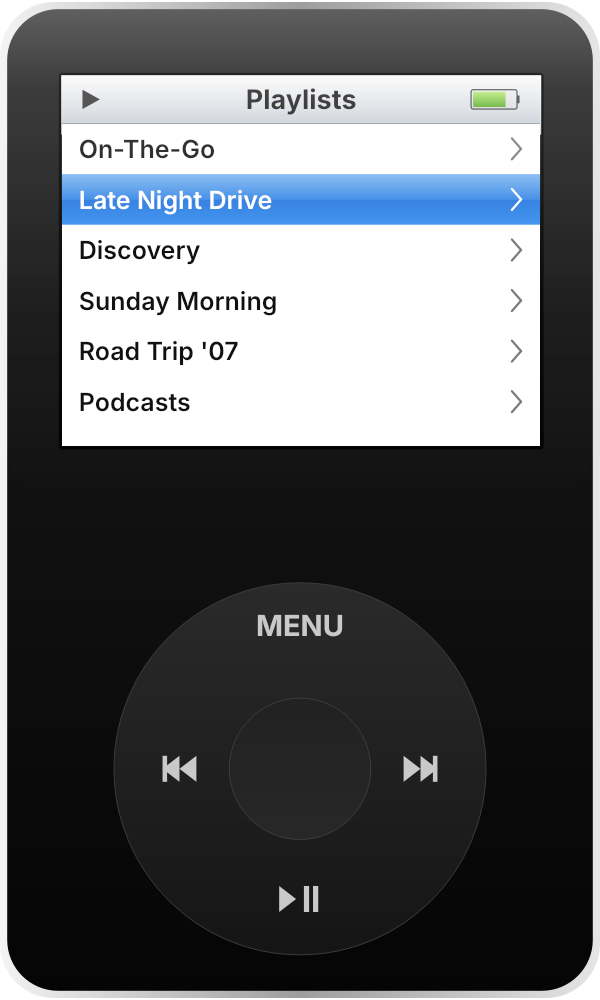 Playlists
On-The-Go
Late Night Drive
Discovery
Sunday Morning
Road Trip '07
Podcasts
MENU